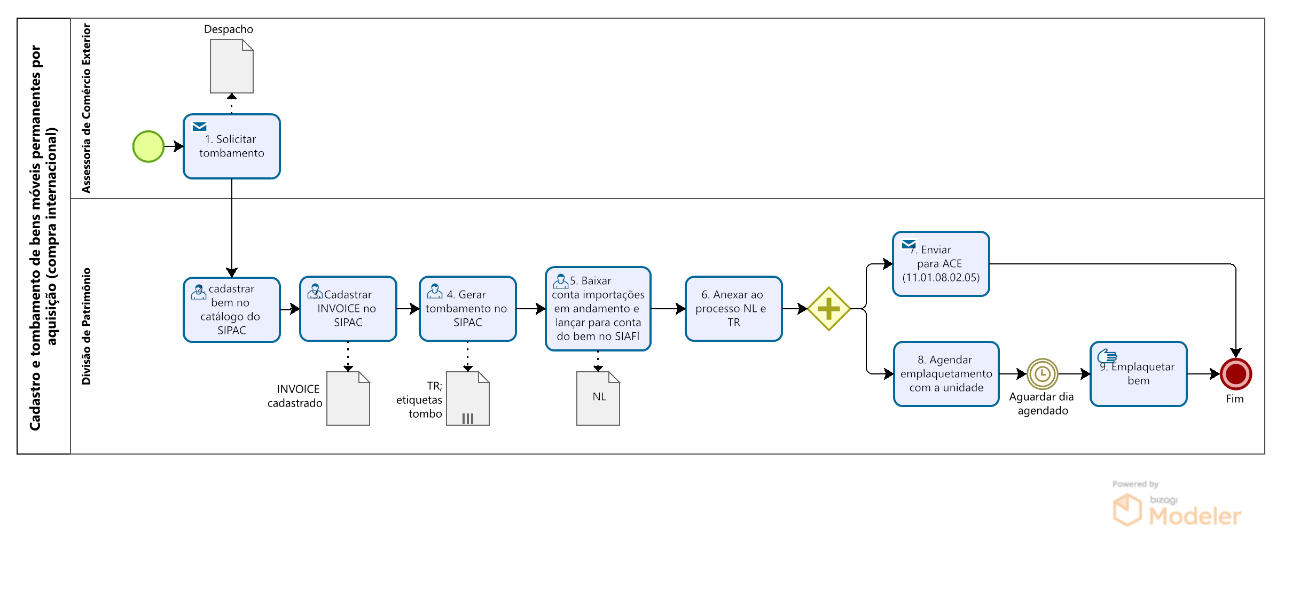 Cadastro e tombamento de bens móveis permanentes por
aquisição (compra internacional)
Assessoria de Comércio Exterior
Despacho
1. Solicitar
tombamento
Divisão de Patrimônio
cadastrar
bem no
catálogo do
SIPAC
Cadastrar
INVOICE no
SIPAC
INVOICE
cadastrado
4. Gerar
tombamento no
SIPAC
TR;
etiquetas
tombo
5. Baixar
conta importações
em andamento e
lançar para conta
do bem no SIAFI
NL
6. Anexar ao
processo NL e
TR
7. Enviar
para ACE
(11.01.08.02.05)
8. Agendar
emplaquetamento
com a unidade
Aguardar dia
agendado
9. Emplaquetar
bem
Fim
Powered by
bizagi
Modeler